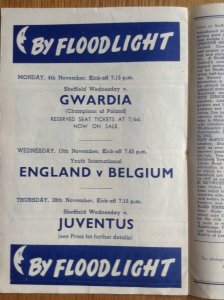 BY FLOODLIGHT
MONDAY, 4th November. Kick-off 7.15 p.m.
Sheffield Wednesday v.
GWARDIA
(Champions of Poland)
RESERVED SEAT TICKETS AT 7/6d.
NOW ON SALE
WEDNESDAY, 13th November. Kick-off 7.45 p.m.
Youth International
ENGLAND v BELGIUM
THURSDAY, 28th November. Kick-off 7.15 p.m.
Sheffield Wednesday v.
JUVENTUS
(see Press for further details)
BY FLOODLIGHT